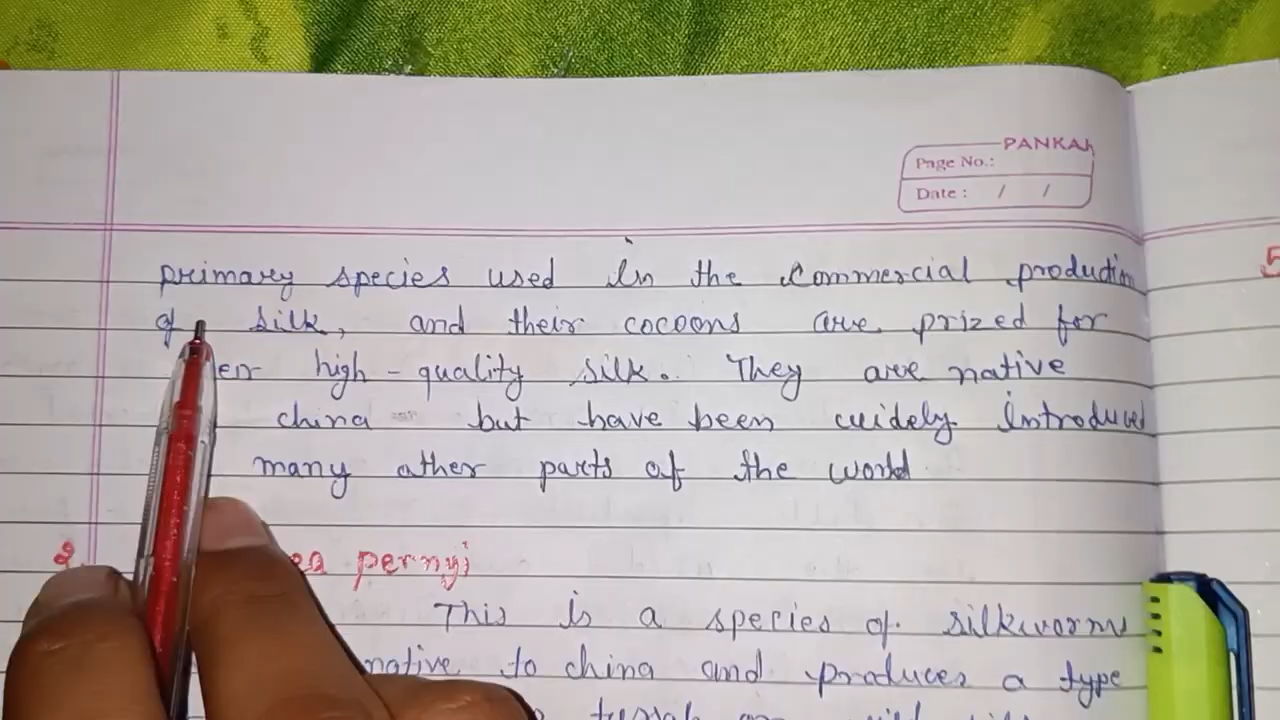 PANKAJ
Page No.:
Date : / /
primary species used in the commercial production
of silk, and their cocoons are prized for
high-quality silk. They are native
china but have been widely introduced
many other parts of the world
2. pernyi
This is a species of silkworms
native to china and produces a type